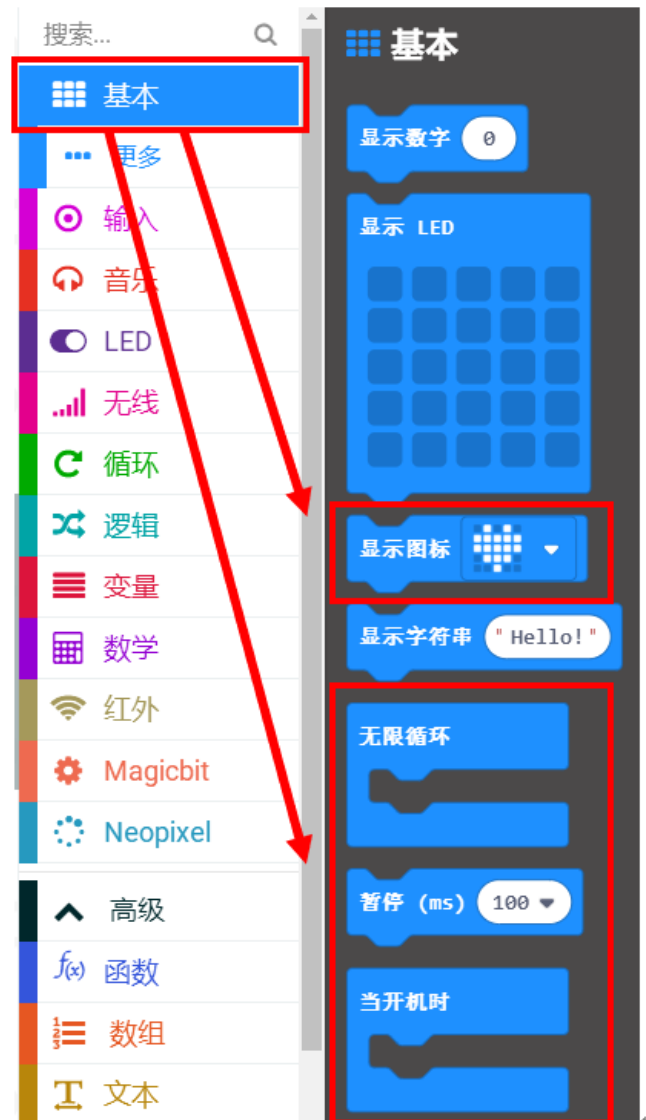 搜索...
基本
更多
输入
音乐
LED
无线
循环
逻辑
变量
数学
红外
Magicbit
Neopixel
高级
f(x) 函数
数组
文本
基本
显示数字 0
显示 LED
显示图标
显示字符串 "Hello!"
无限循环
暂停 (ms) 100
当开机时